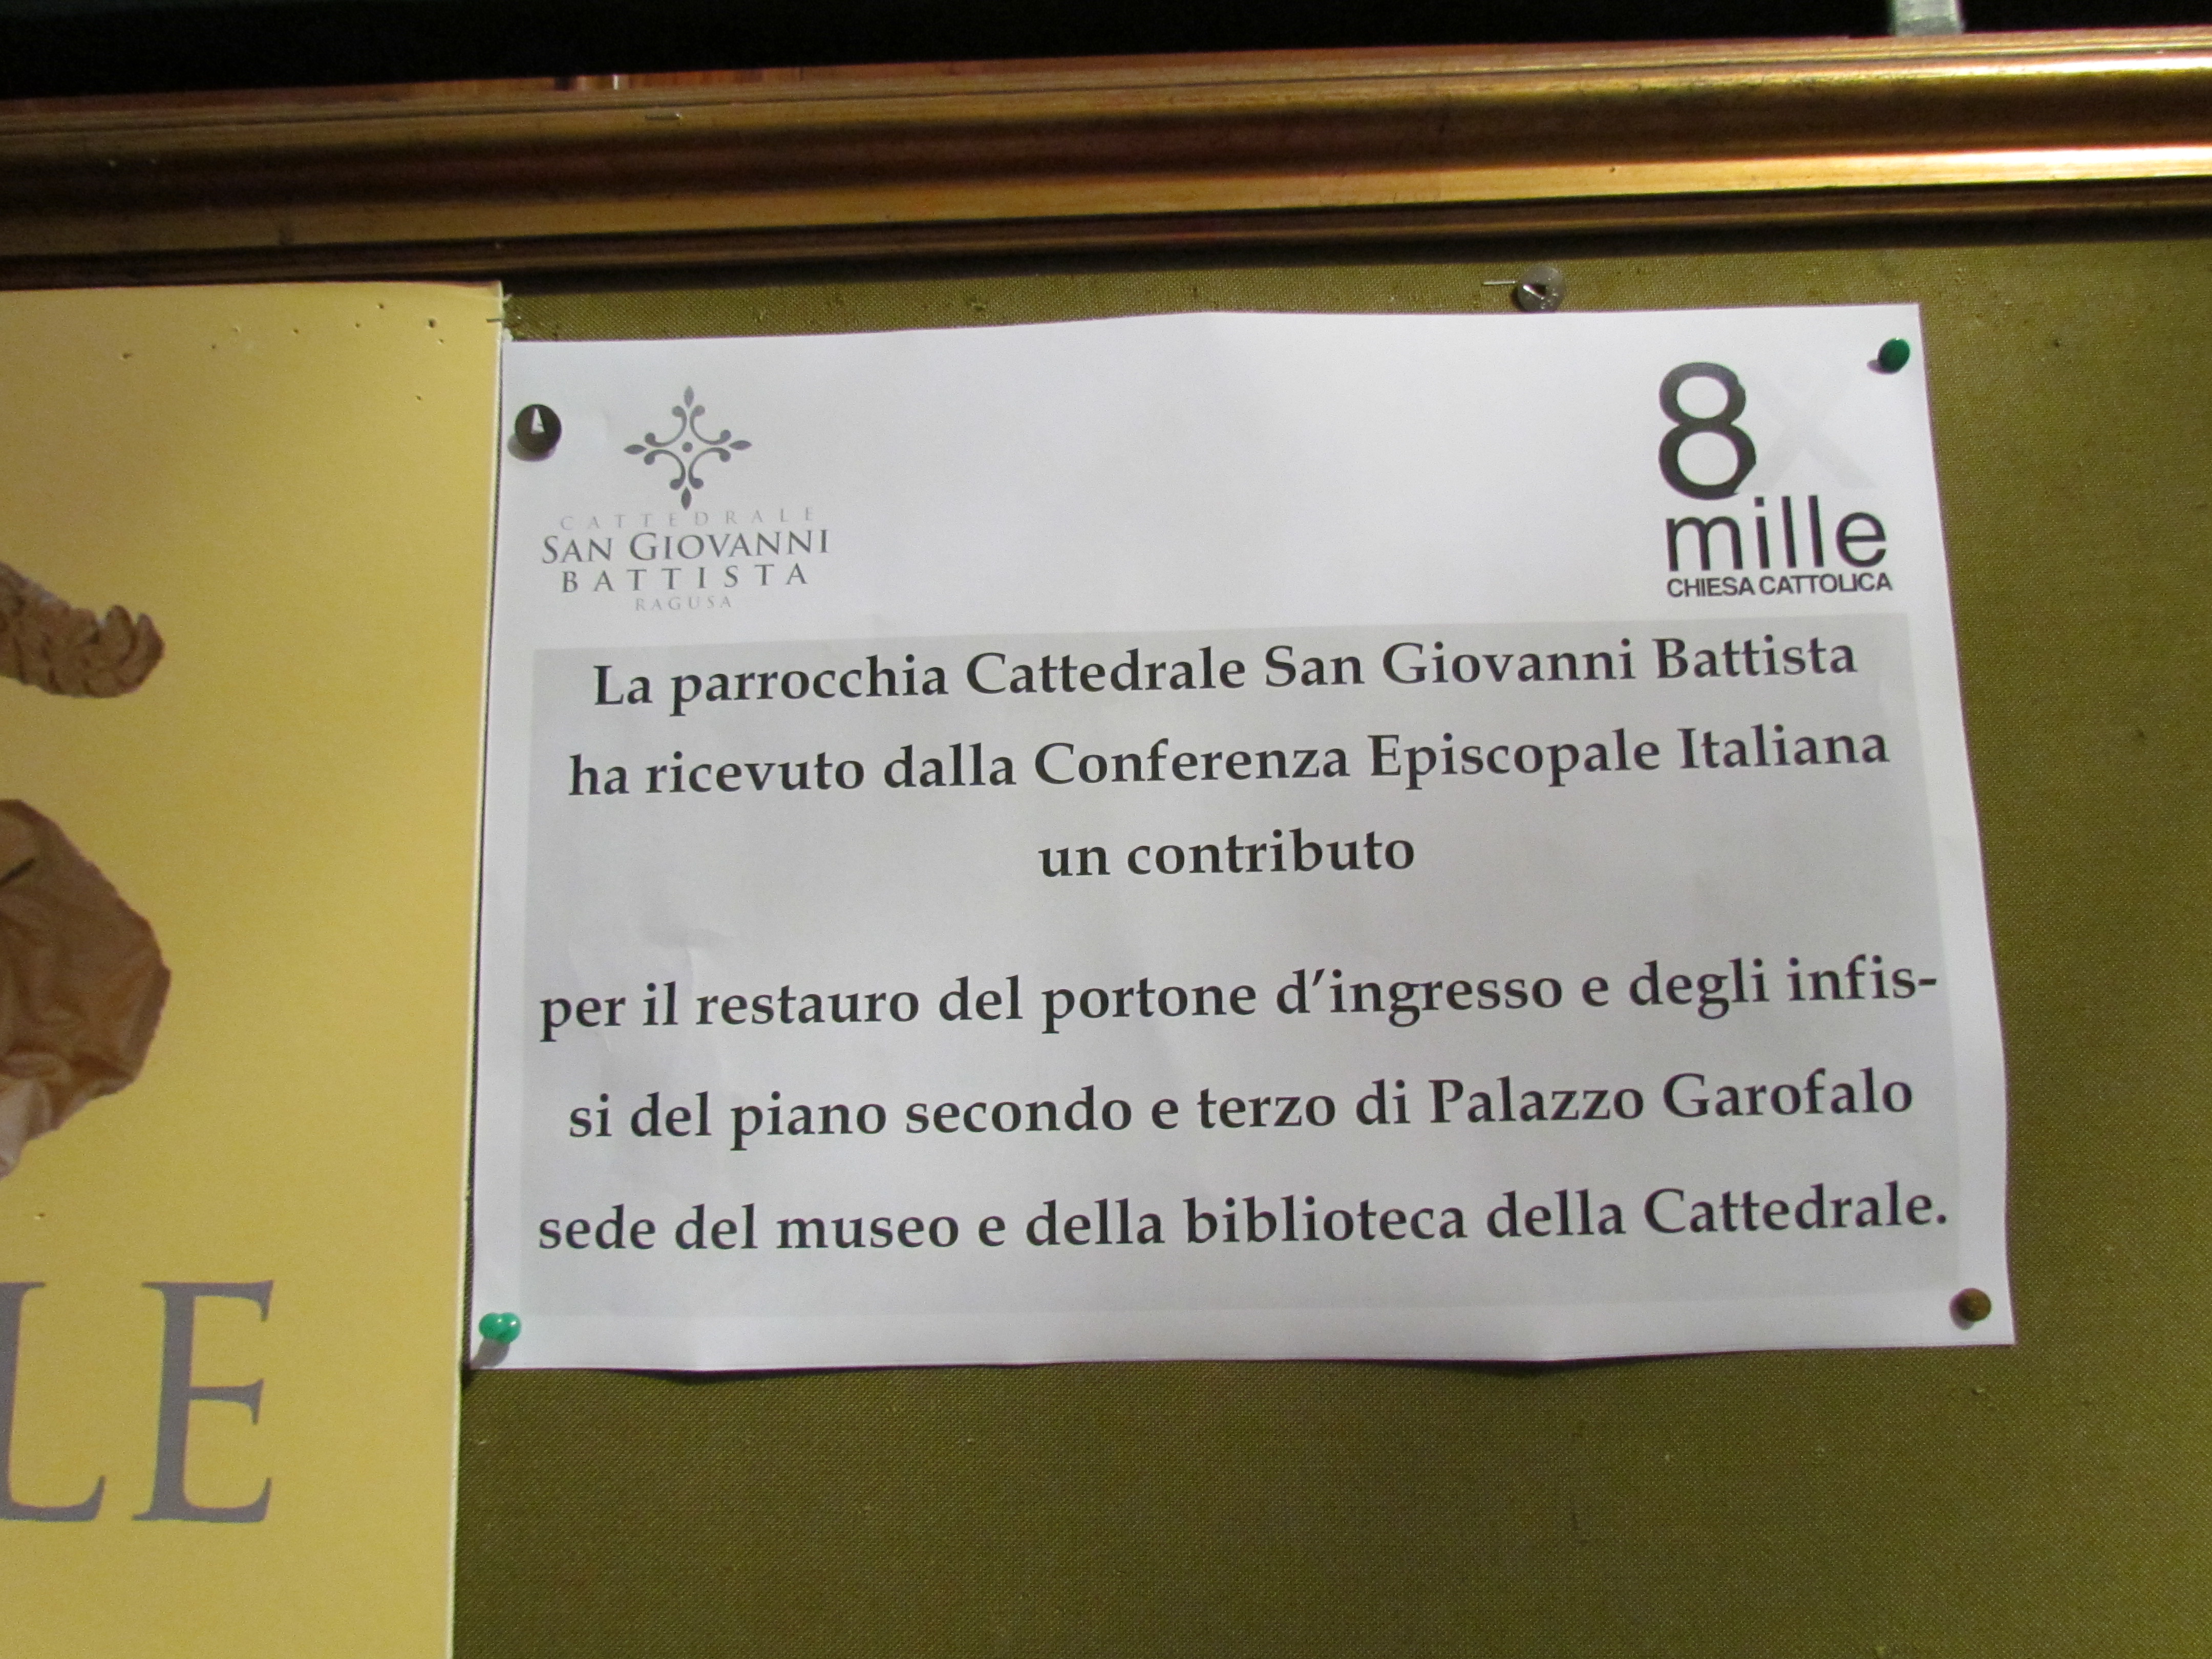 CATTEDRALE
SAN GIOVANNI
BATTISTA
RAGUSA
8x
mille
CHIESA CATTOLICA
La parrocchia Cattedrale San Giovanni Battista
ha ricevuto dalla Conferenza Episcopale Italiana
un contributo
per il restauro del portone d'ingresso e degli infis-
si del piano secondo e terzo di Palazzo Garofalo
sede del museo e della biblioteca della Cattedrale.
LE